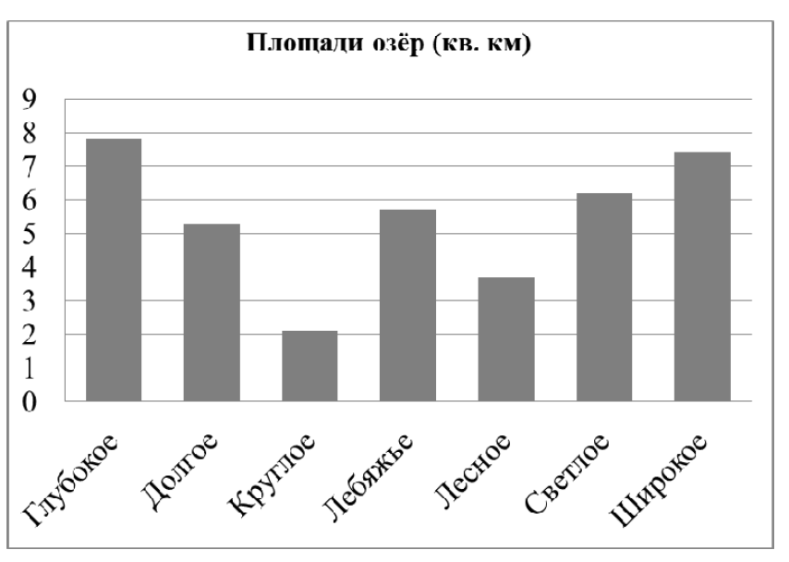 Площади озёр (кв. км)
9
8
7
6
5
4
3
2
1
0
Глубокое
Долгое
Круглое
Лебяжье
Лесное
Светлое
Широкое